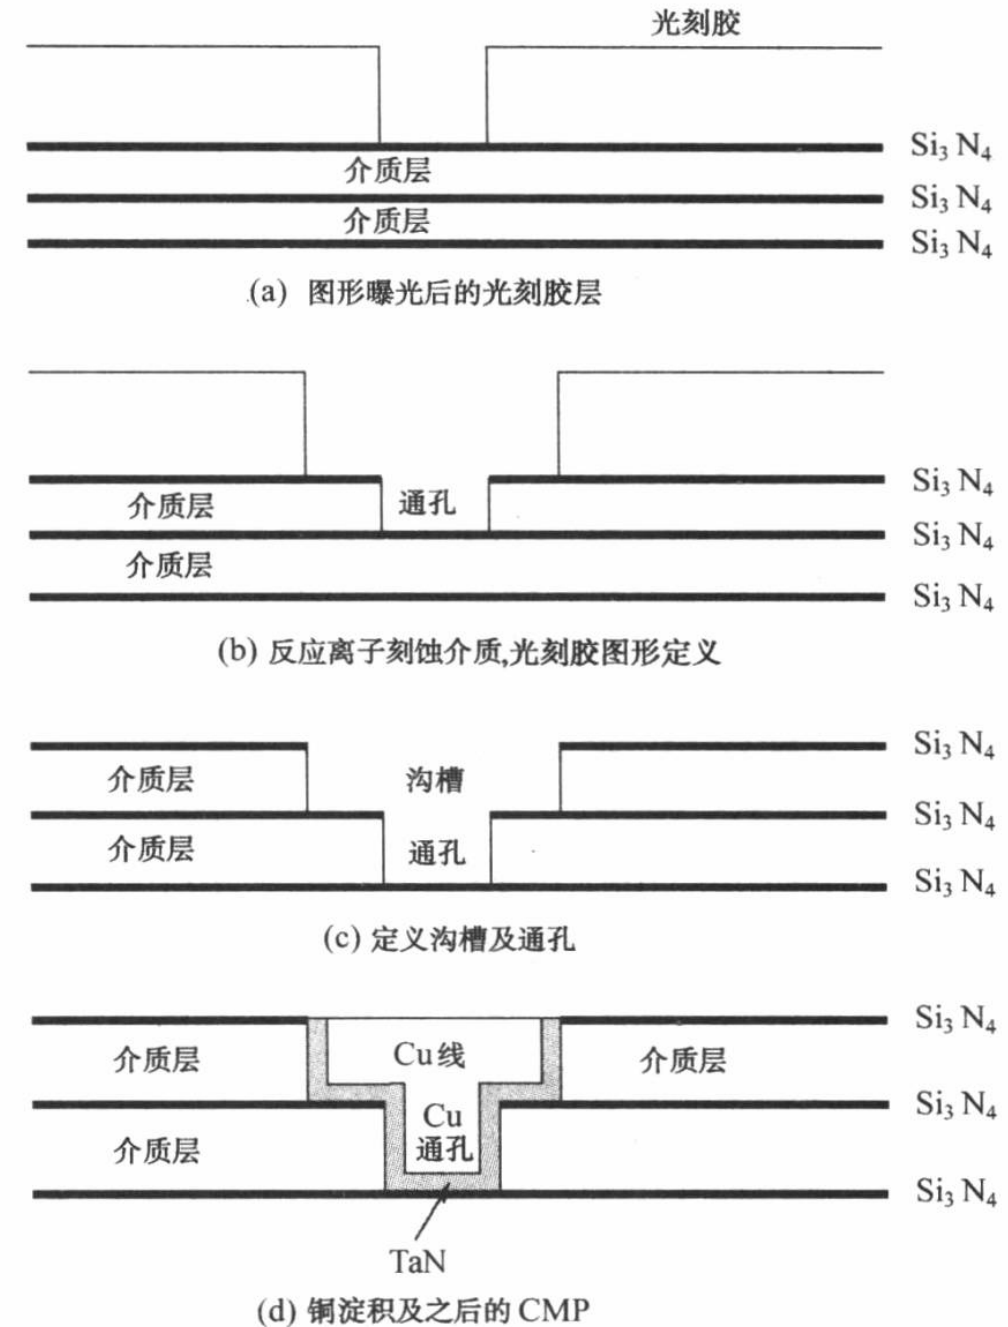 光刻胶
Si₃N₄
介质层
Si₃N₄
介质层
Si₃N₄
(a) 图形曝光后的光刻胶层
Si₃N₄
介质层 通孔
Si₃N₄
介质层
Si₃N₄
(b) 反应离子刻蚀介质,光刻胶图形定义
Si₃N₄
介质层 沟槽
Si₃N₄
介质层 通孔
Si₃N₄
(c) 定义沟槽及通孔
Si₃N₄
介质层 Cu线 介质层
Si₃N₄
Cu
介质层 通孔
Si₃N₄
TaN
(d) 铜淀积及之后的CMP